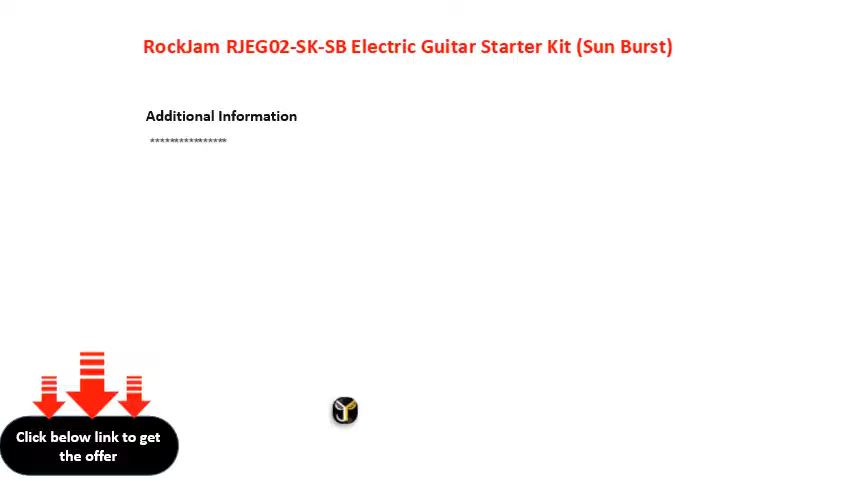 RockJam RJEG02-SK-SB Electric Guitar Starter Kit (Sun Burst)
Additional Information
****************
Click below link to get
the offer